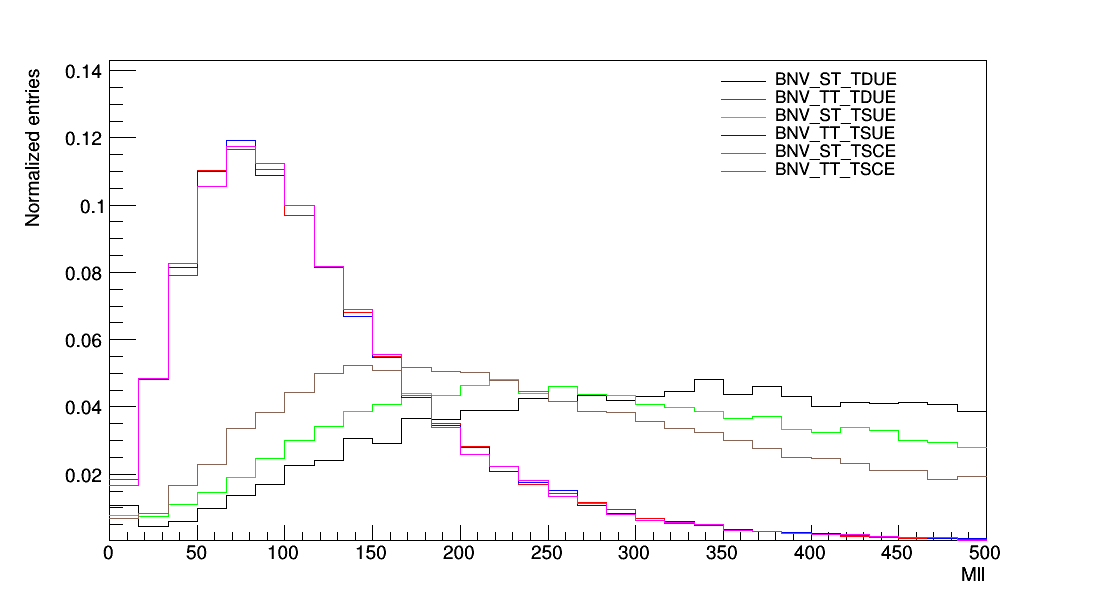 Normalized entries
0.14
0.12
0.1
0.08
0.06
0.04
0.02
BNV_ST_TDUE
BNV_TT_TDUE
BNV_ST_TSUE
BNV_TT_TSUE
BNV_ST_TSCE
BNV_TT_TSCE
0 50 100 150 200 250 300 350 400 450 500
Mll